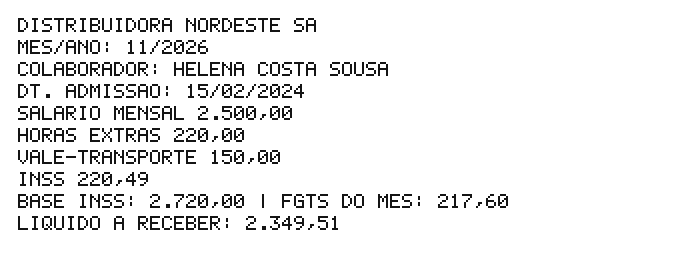 DISTRIBUIDORA NORDESTE SA
MES/ANO: 11/2026
COLABORADOR: HELENA COSTA SOUSA
DT. ADMISSAO: 15/02/2024
SALARIO MENSAL 2.500,00
HORAS EXTRAS 220,00
VALE-TRANSPORTE 150,00
INSS 220,49
BASE INSS: 2.720,00 | FGTS DO MES: 217,60
LIQUIDO A RECEBER: 2.349,51